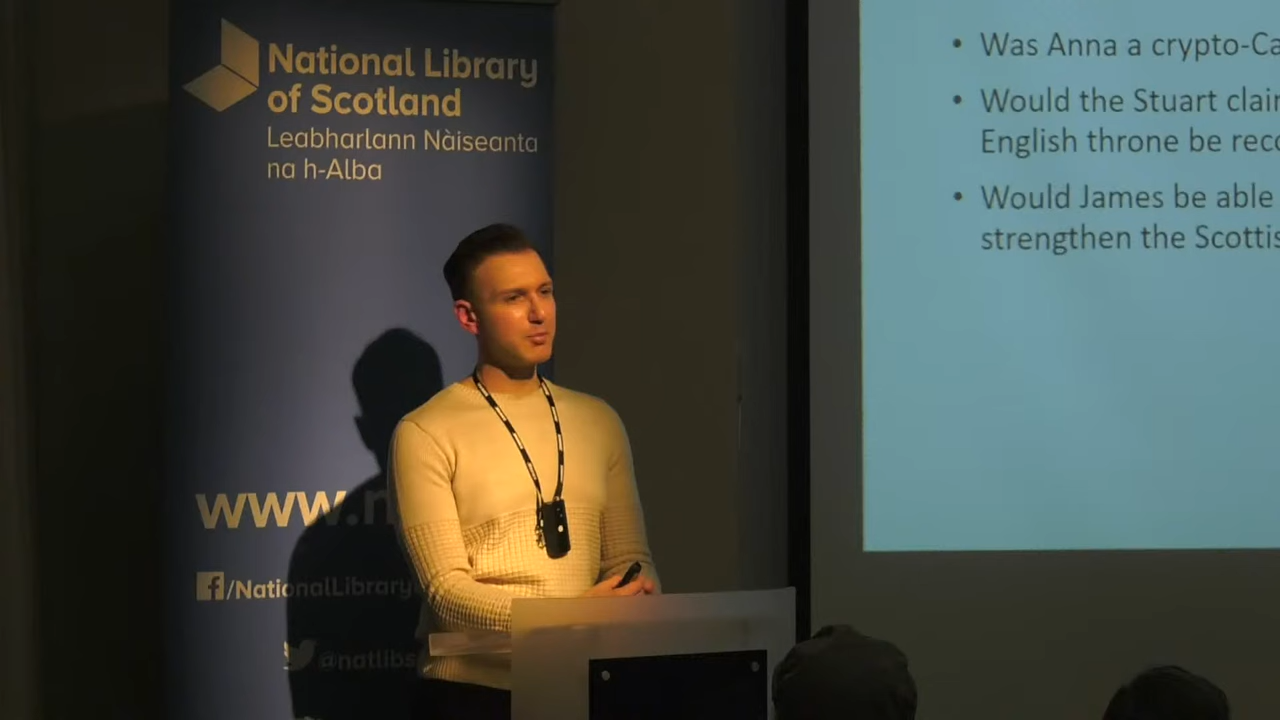 National Library
of Scotland
Leabharlann Nàiseanta
na h-Alba
www.n
/NationalLibrary
@natlibs
• Was Anna a crypto-Ca
• Would the Stuart clai
English throne be rec
• Would James be able
strengthen the Scottis